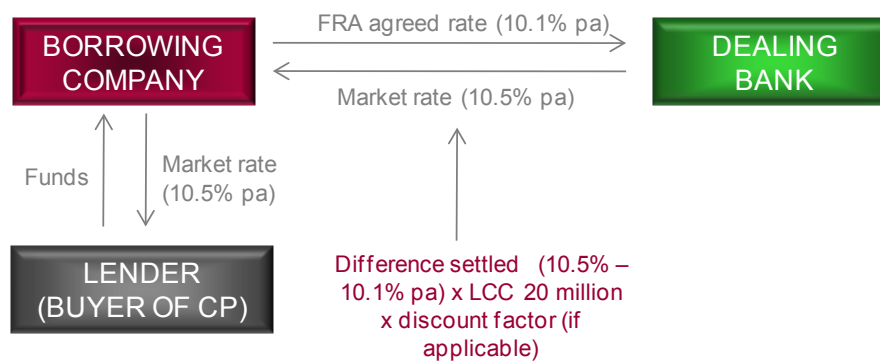 FRA agreed rate (10.1% pa)
BORROWING
COMPANY
DEALING
BANK
Market rate (10.5% pa)
Funds
Market rate
(10.5% pa)
LENDER
(BUYER OF CP)
Difference settled (10.5% –
10.1% pa) x LCC 20 million
x discount factor (if
applicable)